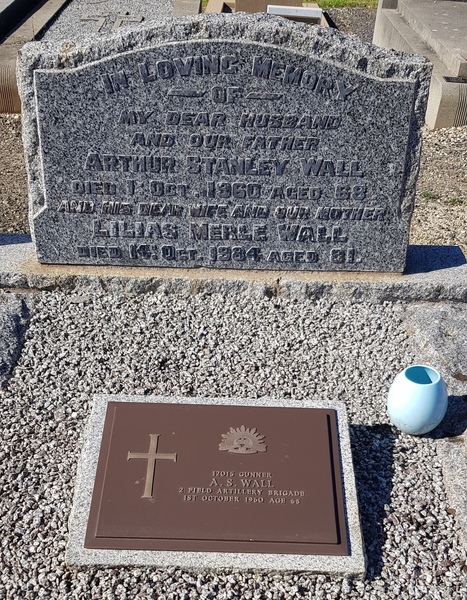 IN LOVING MEMORY
OF
MY DEAR HUSBAND
AND OUR FATHER
ARTHUR STANLEY WALL
DIED 1ST OCT. 1960 AGED 68
AND HIS DEAR WIFE AND OUR MOTHER
LILIAS MERLE WALL
DIED 14. OCT. 1984 AGED 81.
17015 GUNNER
A. S. WALL
2 FIELD ARTILLERY BRIGADE
1ST OCTOBER 1960 AGE 68